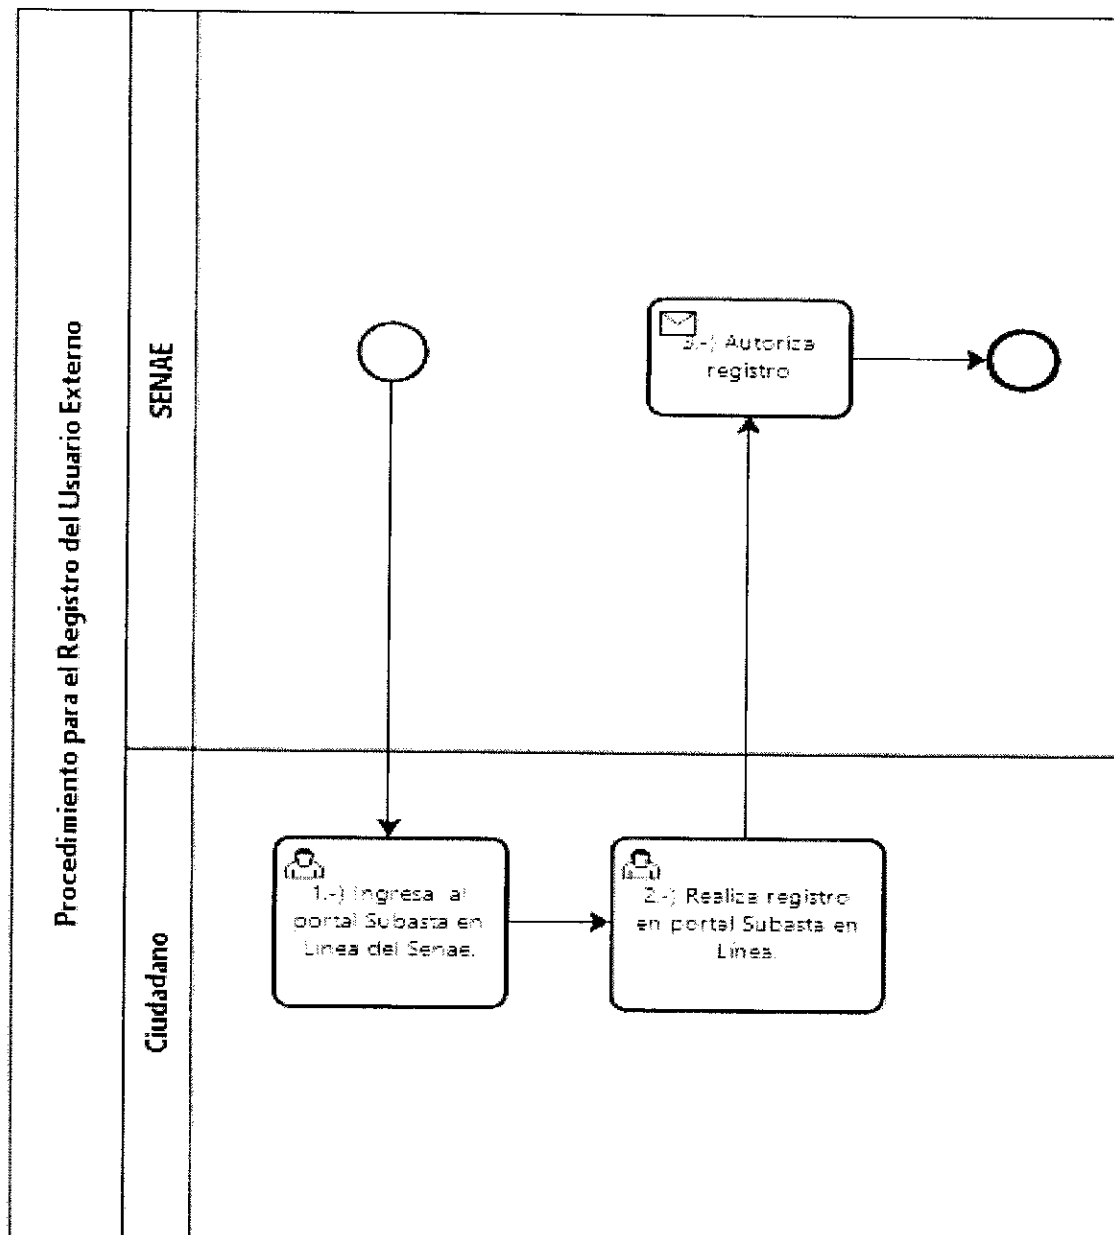 Procedimiento para el Registro del Usuario Externo
SENAE
Ciudadano
3.-) Autoriza
registro
1.-) Ingresa al
portal Subasta en
Línea del Senae.
2.-) Realiza registro
en portal Subasta en
Línea.